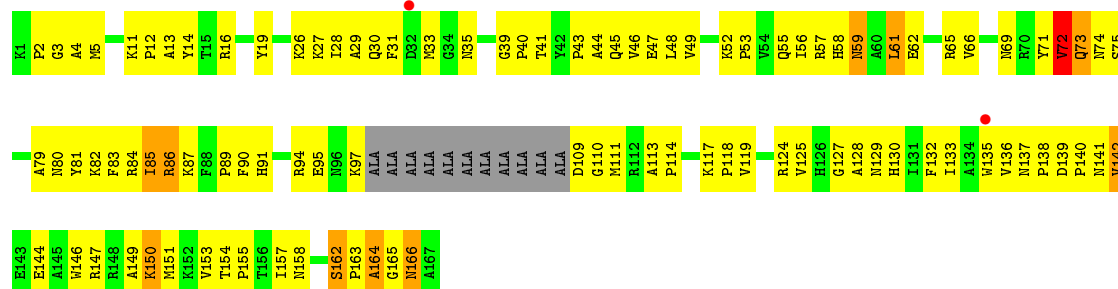 K1 P2 G3 A4 M5 K11 P12 A13 Y14 T15 R16 Y19 K26 K27 I28 A29 Q30 F31 D32 M33 G34 N35 G39 P40 T41 Y42 P43 A44 Q45 V46 E47 L48 V49 K52 P53 V54 Q55 I56 R57 H58 N59 A60 L61 E62 R65 V66 N69 R70 Y71 V72 Q73 N74 S75
A79 N80 Y81 K82 F83 R84 I85 R86 K87 F88 P89 F90 H91 R94 E95 N96 K97 ALA ALA ALA ALA ALA ALA ALA ALA ALA ALA ALA D109 G110 M111 R112 A113 P114 K117 P118 V119 R124 V125 H126 G127 A128 N129 H130 I131 F132 I133 A134 W135 V136 N137 P138 D139 P140 N141 V142
E143 E144 A145 W146 R147 R148 A149 K150 M151 K152 V153 T154 P155 T156 I157 N158 S162 P163 A164 G165 N166 A167